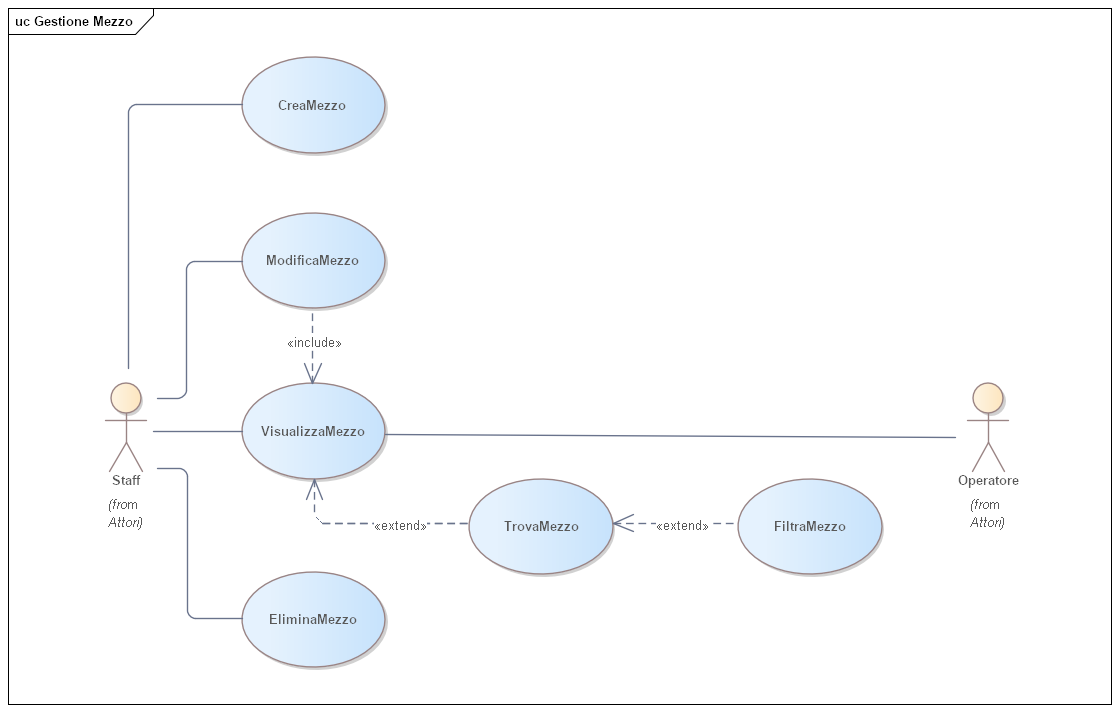 uc Gestione Mezzo
CreaMezzo
ModificaMezzo
«include»
VisualizzaMezzo
Staff
(from
Attori)
Operatore
(from
Attori)
«extend»
TrovaMezzo
«extend»
FiltraMezzo
EliminaMezzo